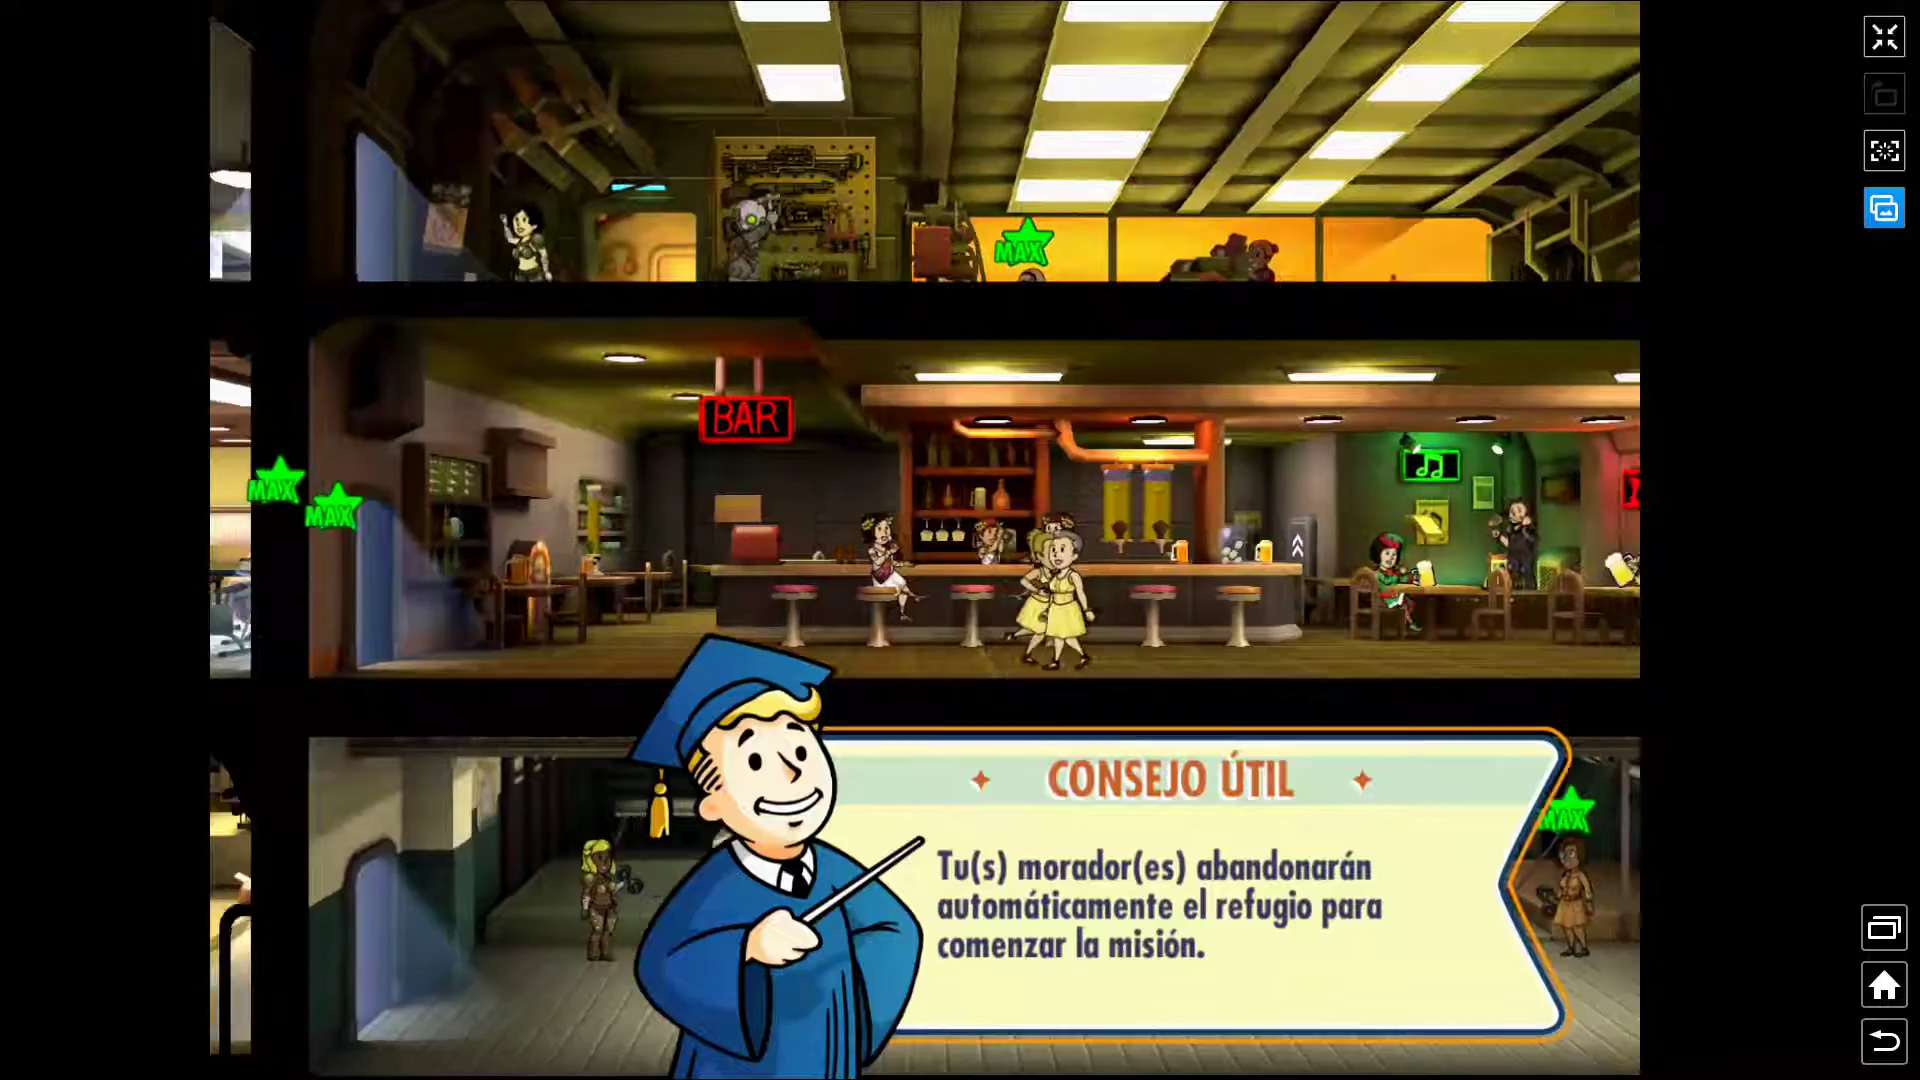 MAX
BAR
MAX
MAX
CONSEJO ÚTIL
MAX
Tu(s) morador(es) abandonarán
automáticamente el refugio para
comenzar la misión.